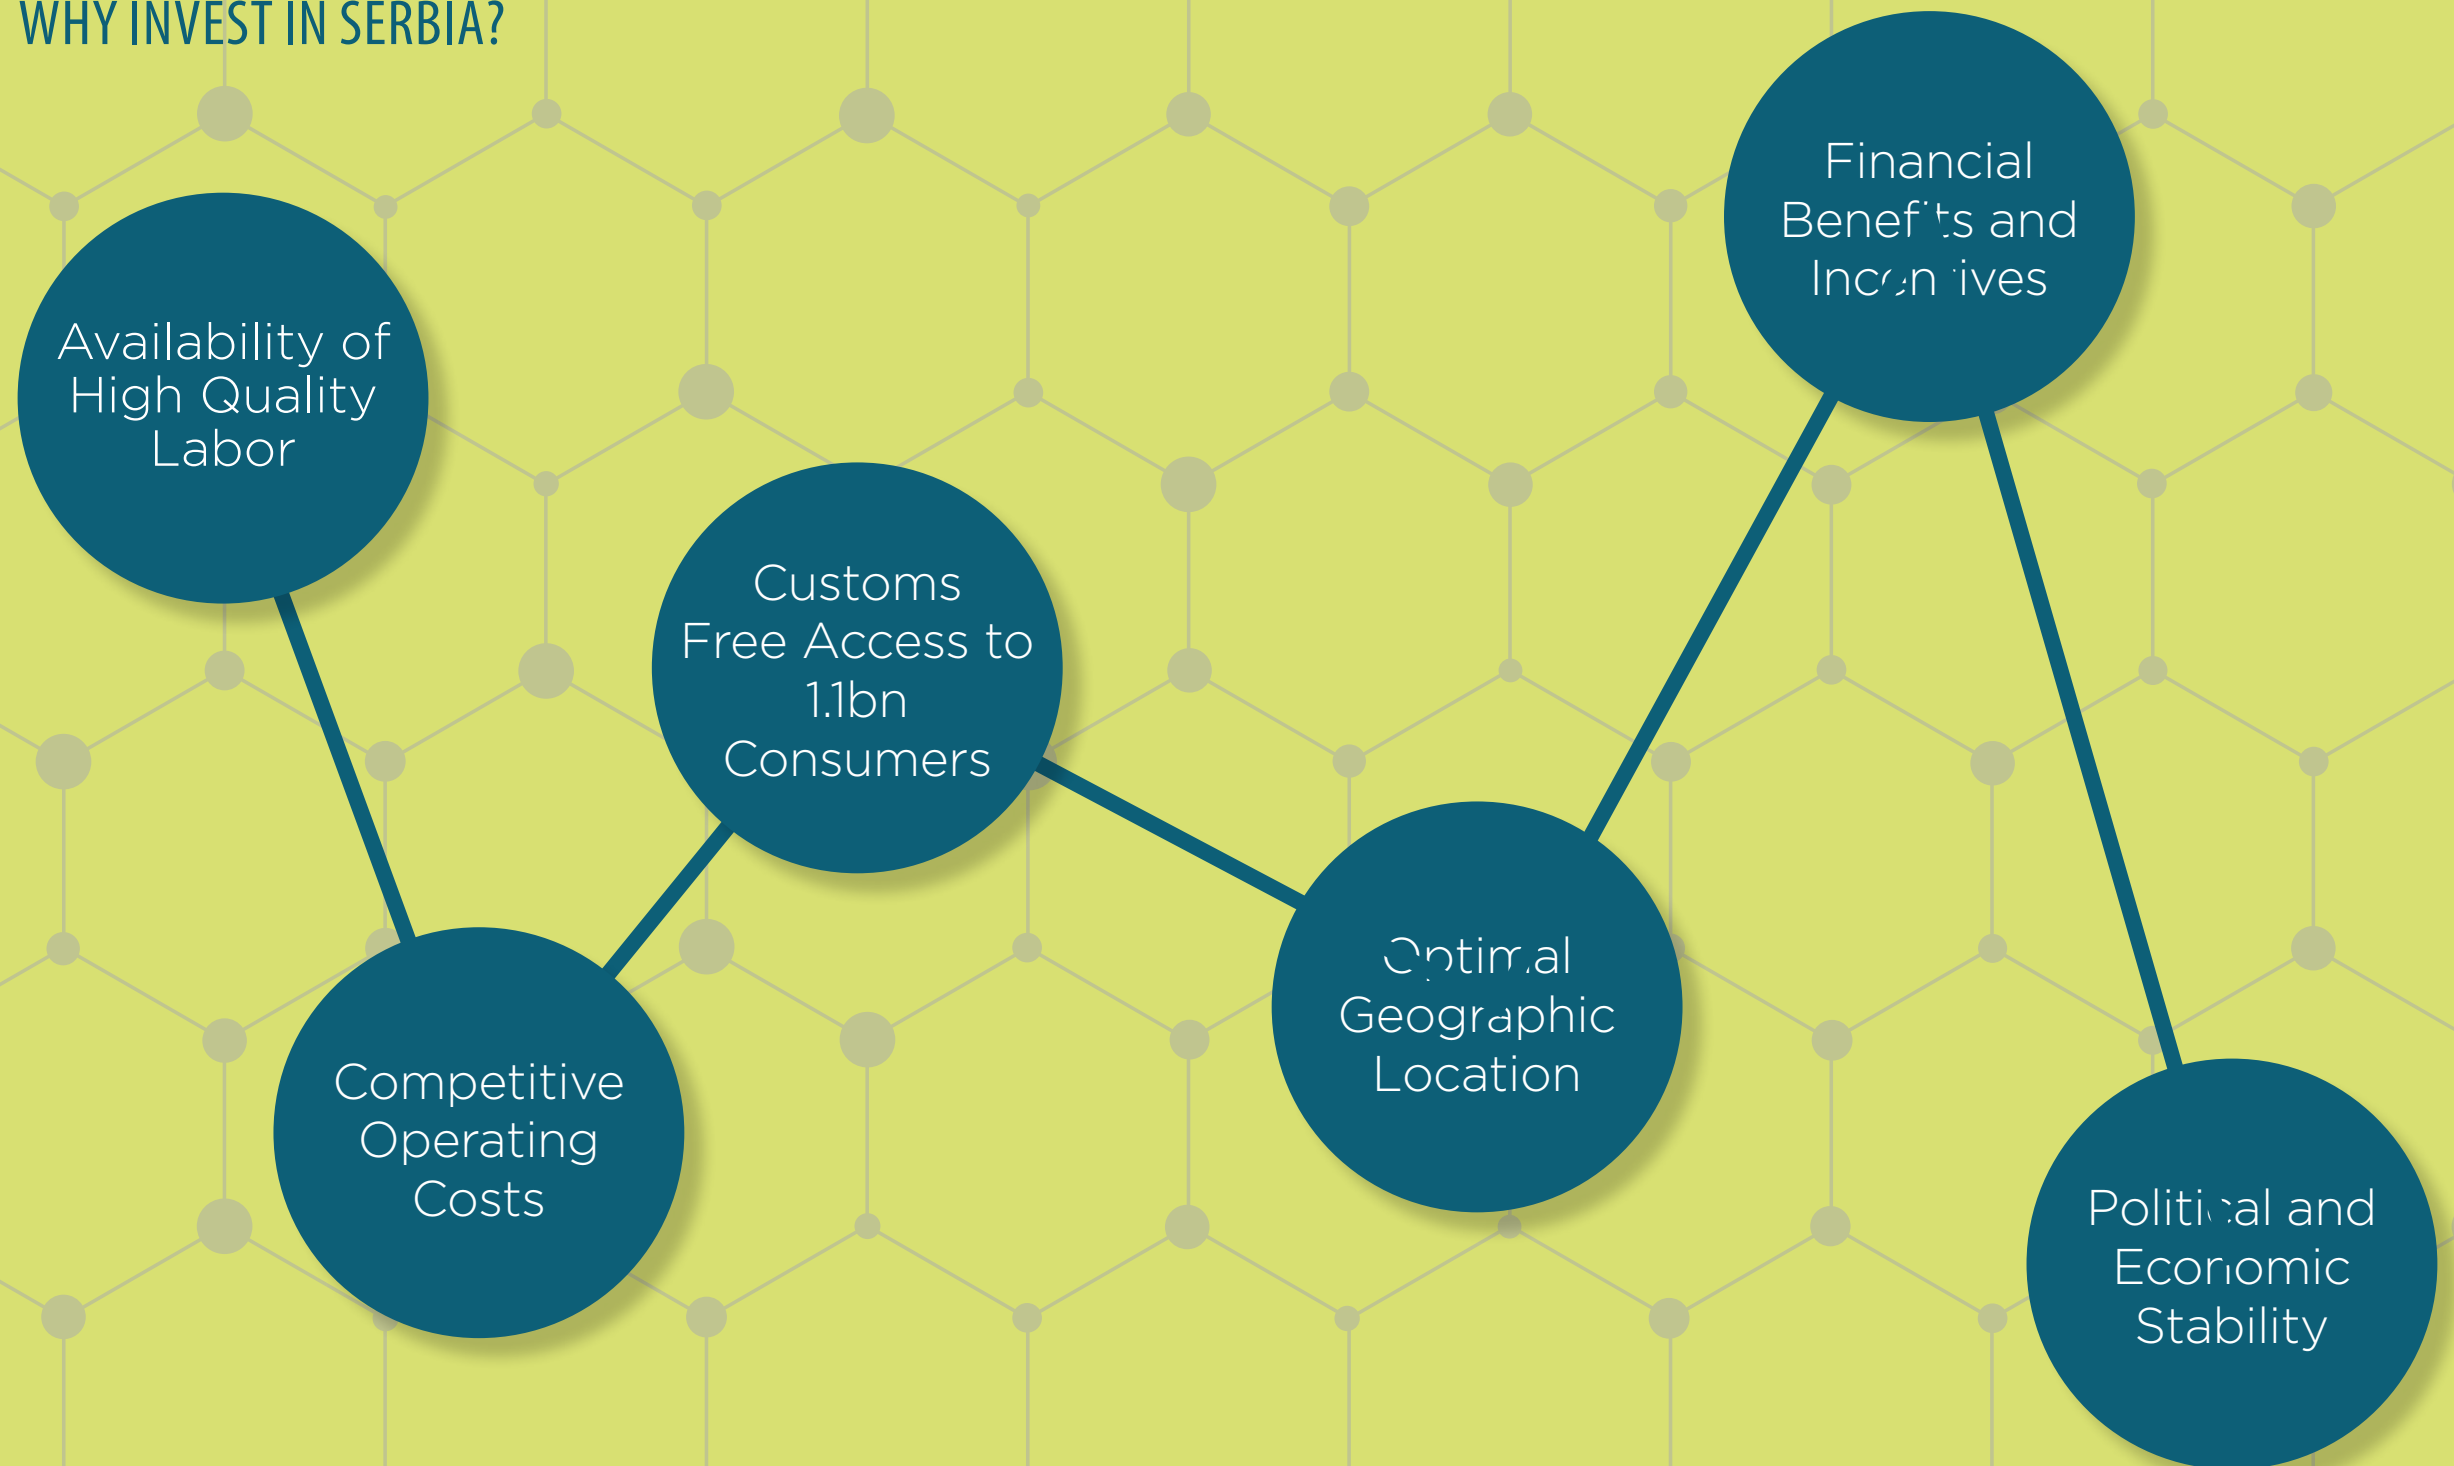 WHY INVEST IN SERBIA?
Availability of
High Quality
Labor
Competitive
Operating
Costs
Customs
Free Access to
1.1bn
Consumers
Optimal
Geographic
Location
Financial
Benefits and
Incentives
Political and
Economic
Stability